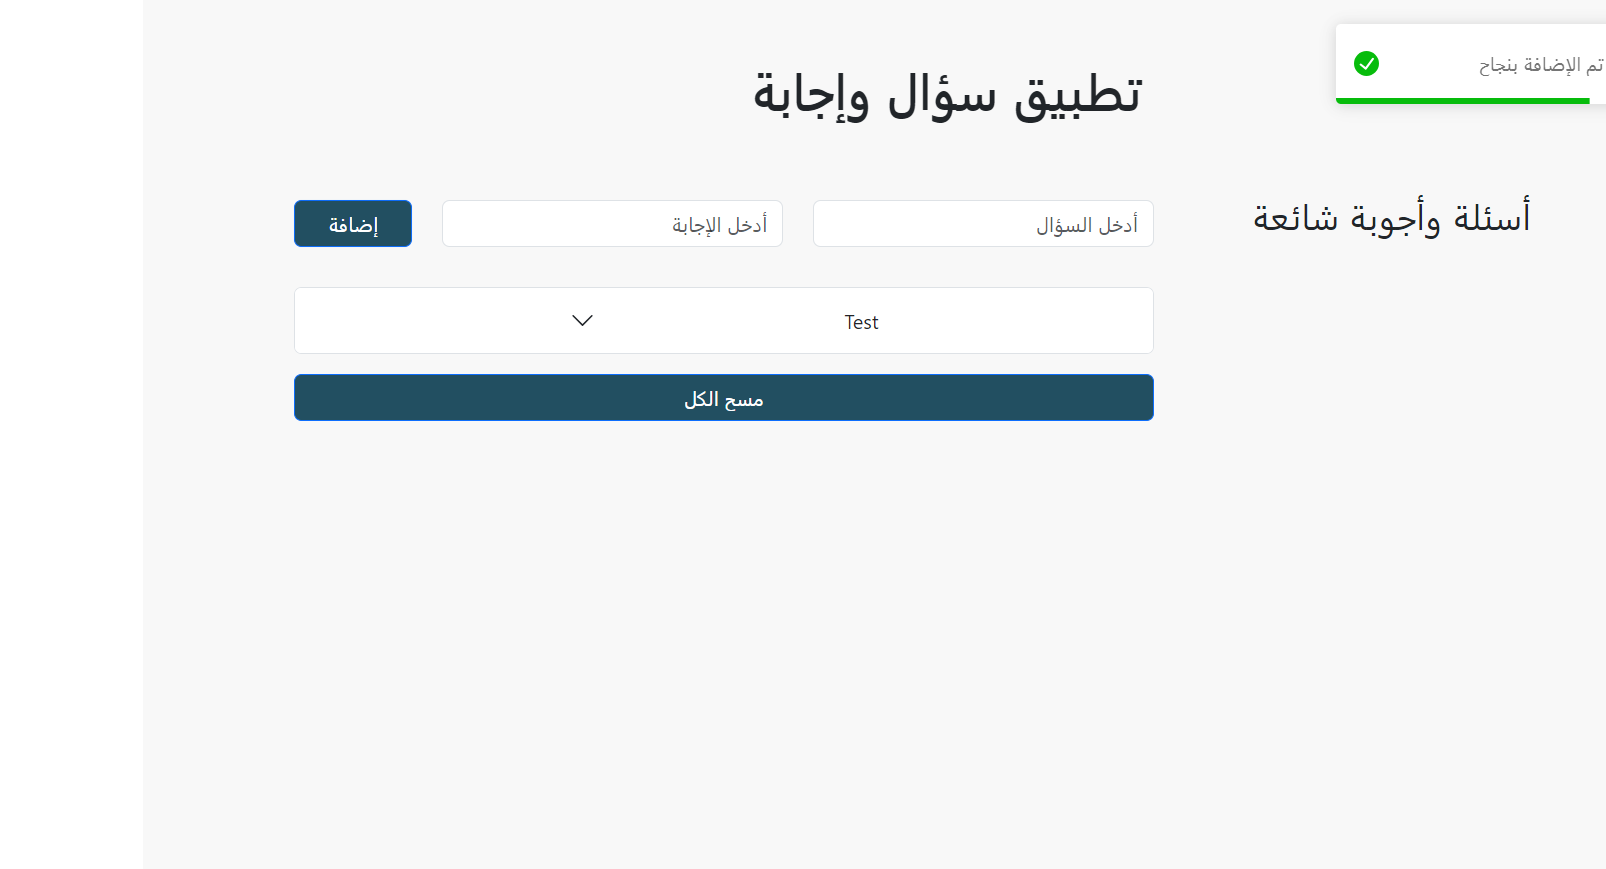 تم الإضافة بنجاح
تطبيق سؤال وإجابة
أسئلة وأجوبة شائعة
أدخل السؤال
أدخل الإجابة
إضافة
Test
مسح الكل